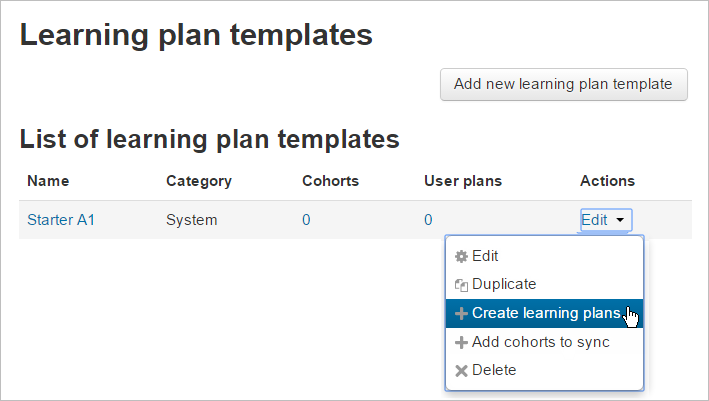 Learning plan templates
Add new learning plan template
List of learning plan templates
Name Category Cohorts User plans Actions
Starter A1 System 0 0 Edit
Edit
Duplicate
Create learning plans
Add cohorts to sync
Delete